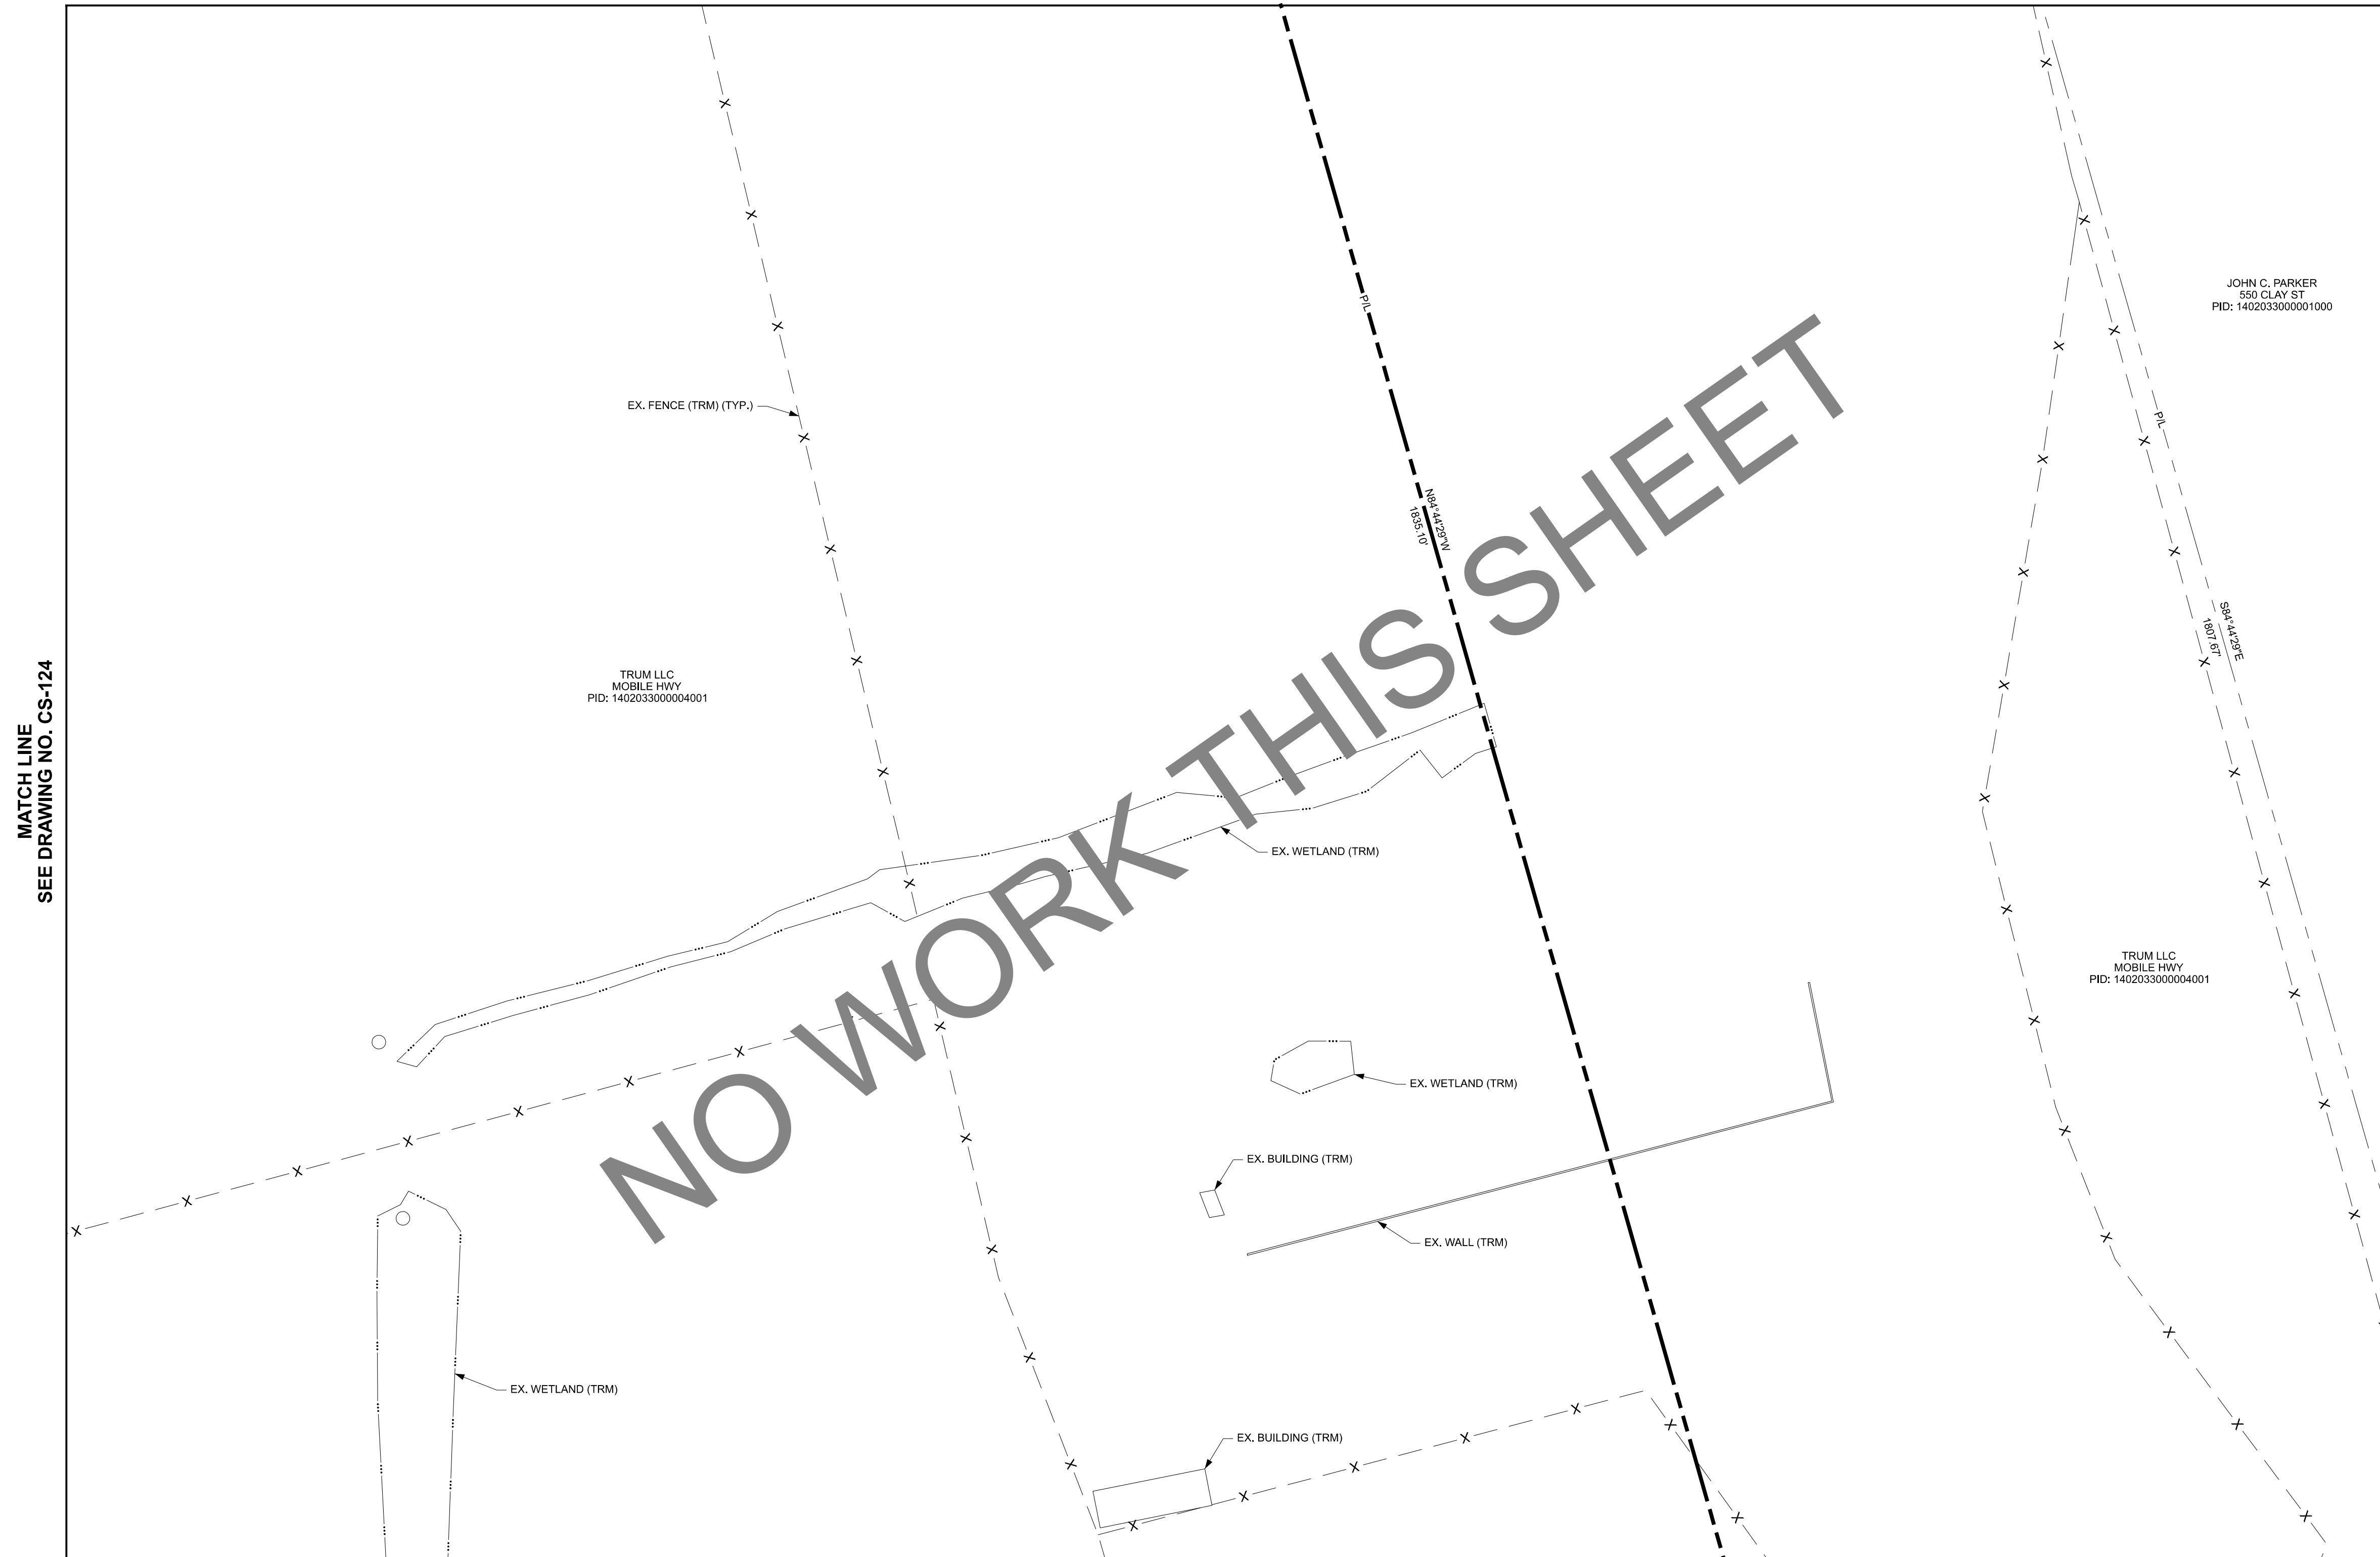 MATCH LINE
SEE DRAWING NO. CS-124
JOHN C. PARKER
550 CLAY ST
PID: 1402033000001000
P/L
EX. FENCE (TRM) (TYP.)
P/L
N84°44'29"W
1835.10'
S84°44'29"E
1807.67'
TRUM LLC
MOBILE HWY
PID: 1402033000004001
NO WORK THIS SHEET
EX. WETLAND (TRM)
TRUM LLC
MOBILE HWY
PID: 1402033000004001
EX. WETLAND (TRM)
EX. BUILDING (TRM)
EX. WALL (TRM)
EX. WETLAND (TRM)
EX. BUILDING (TRM)